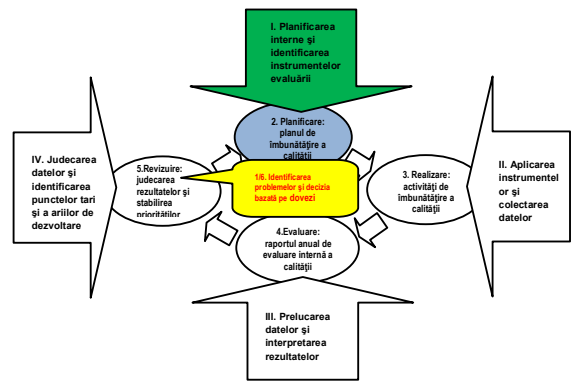 I. Planificarea
interne şi
identificarea
instrumentelor
evaluării
2. Planificare:
planul de
îmbunătăţire a
calităţii
IV. Judecarea
datelor şi
identificarea
punctelor tari
şi a ariilor de
dezvoltare
5.Revizuire:
judecarea
rezultatelor şi
stabilirea
priorităţilor
1/6. Identificarea
problemelor şi decizia
bazată pe dovezi
3. Realizare:
activităţi de
îmbunătăţire a
calităţii
II. Aplicarea
instrumentel
or şi
colectarea
datelor
4.Evaluare:
raportul anual de
evaluare internă a
calităţii
III. Prelucarea
datelor şi
interpretarea
rezultatelor